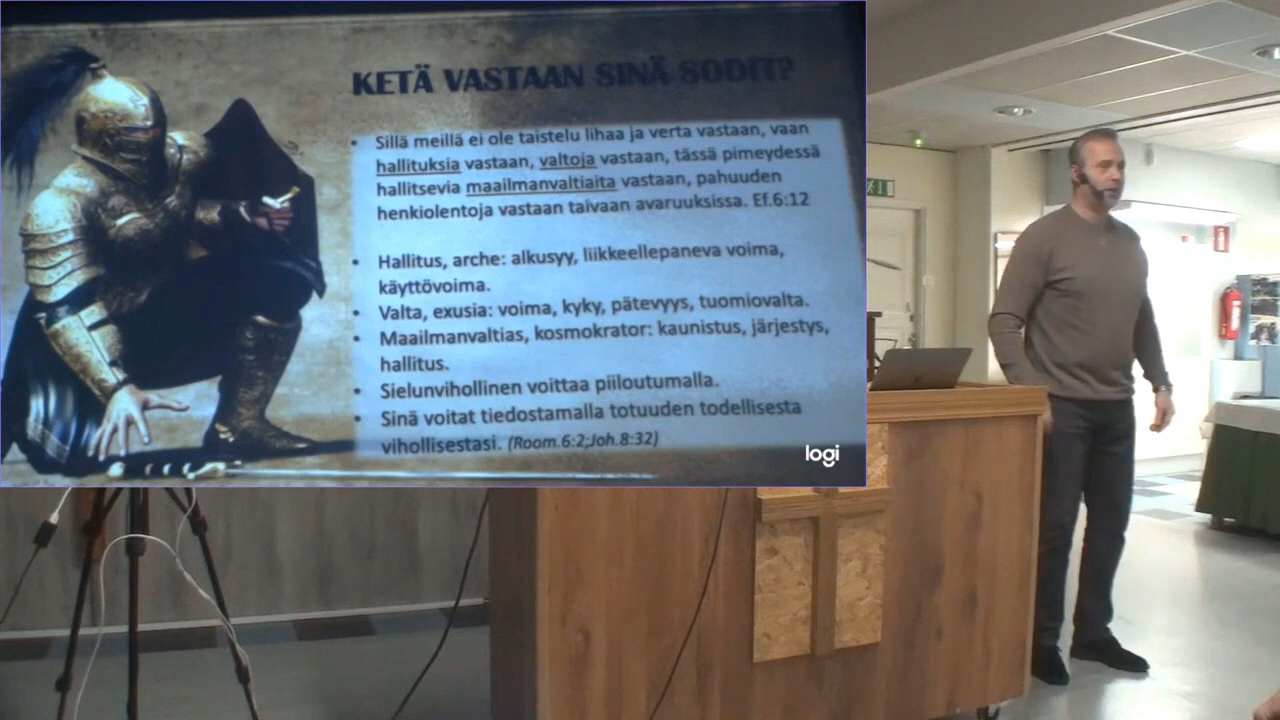 KETÄ VASTAAN SINÄ SODIT?
• Sillä meillä ei ole taistelu lihaa ja verta vastaan, vaan
hallituksia vastaan, valtoja vastaan, tässä pimeydessä
hallitsevia maailmanvaltiaita vastaan, pahuuden
henkiolentoja vastaan taivaan avaruuksissa. Ef.6:12
• Hallitus, arche: alkusyy, liikkeellepaneva voima,
käyttövoima.
• Valta, exusia: voima, kyky, pätevyys, tuomiovalta.
• Maailmanvaltias, kosmokrator: kaunistus, järjestys,
hallitus.
• Sielunvihollinen voittaa piiloutumalla.
• Sinä voitat tiedostamalla totuuden todellisesta
vihollisestasi. (Room.6:2;Joh.8:32)
logi